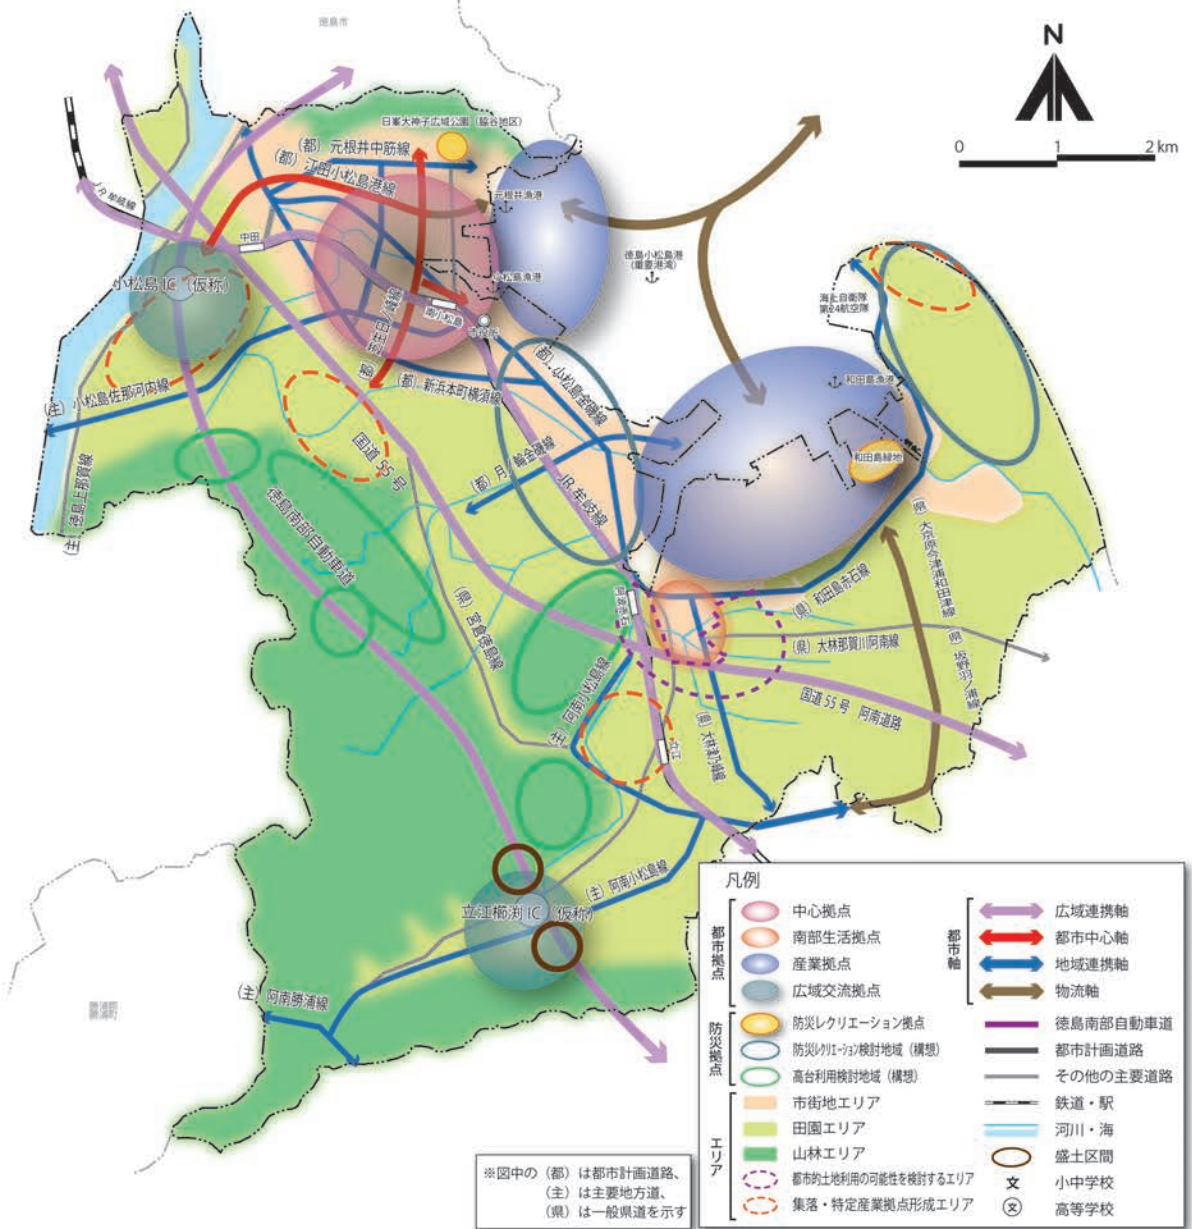 徳島市
N
0 1 2 km
日峯大神子広域公園（脇谷地区）
（都）元根井中筋線
（都）江田小松島港線
元根井漁港
JR牟岐線
中田
徳島小松島港
（重要港湾）
小松島漁港
小松島IC（仮称）
海上自衛隊
第24航空隊
南小松島
市役所
（都）小松島金磯線
（都）新浜本町横須線
和田島漁港
（主）小松島佐那河内線
国道55号
（都）月ノ輪金磯線
JR牟岐線
和田島緑地
（主）徳島上那賀線
徳島南部自動車道
（県）大京原今津浦和田津線
（県）和田島赤石線
阿波赤石
（県）宮倉徳島線
（県）大林那賀川阿南線
（県）坂野羽ノ浦線
（主）阿南小松島線
国道55号　阿南道路
（県）大林津乃峰線
立江
（主）阿南小松島線
立江櫛渕IC（仮称）
（主）阿南勝浦線
勝浦町
凡例
都市拠点
中心拠点
南部生活拠点
産業拠点
広域交流拠点
防災拠点
防災レクリエーション拠点
防災レクリエーション検討地域（構想）
高台利用検討地域（構想）
エリア
市街地エリア
田園エリア
山林エリア
都市的土地利用の可能性を検討するエリア
集落・特定産業拠点形成エリア
都市軸
広域連携軸
都市中心軸
地域連携軸
物流軸
徳島南部自動車道
都市計画道路
その他の主要道路
鉄道・駅
河川・海
盛土区間
文 小中学校
文 高等学校
※図中の（都）は都市計画道路、
（主）は主要地方道、
（県）は一般県道を示す